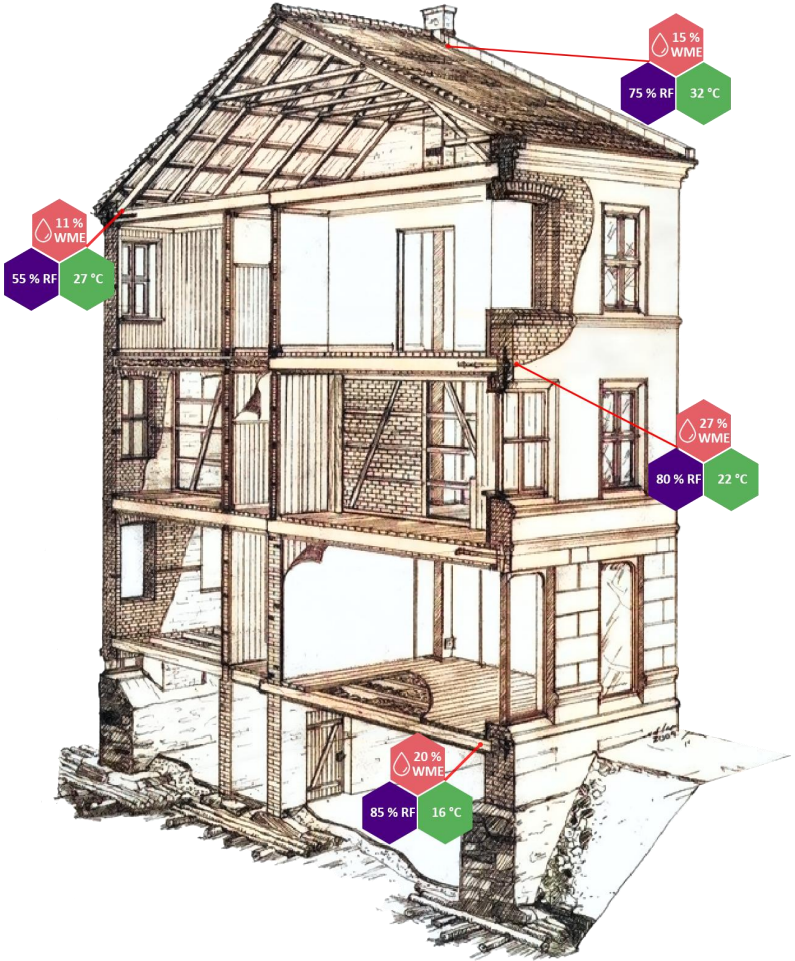 15 %
WME
75 % RF
32 °C
11 %
WME
55 % RF
27 °C
27 %
WME
80 % RF
22 °C
20 %
WME
85 % RF
16 °C